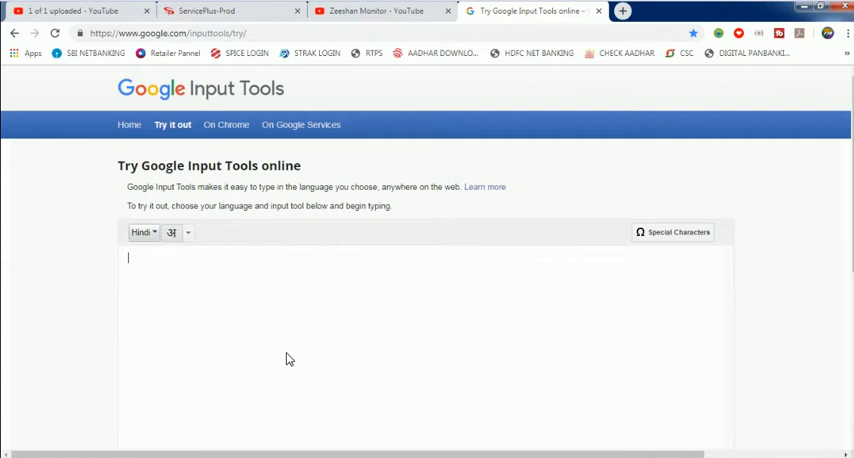 1 of 1 uploaded - YouTube ServicePlus-Prod Zeeshan Monitor - YouTube Try Google Input Tools online –
https://www.google.com/inputtools/try/
Apps SBI NETBANKING Retailer Pannel SPICE LOGIN STRAK LOGIN RTPS AADHAR DOWNLO... HDFC NET BANKING CHECK AADHAR CSC DIGITAL PANBANKI... »
Google Input Tools
Home Try it out On Chrome On Google Services
Try Google Input Tools online
Google Input Tools makes it easy to type in the language you choose, anywhere on the web. Learn more
To try it out, choose your language and input tool below and begin typing.
Hindi अ Ω Special Characters